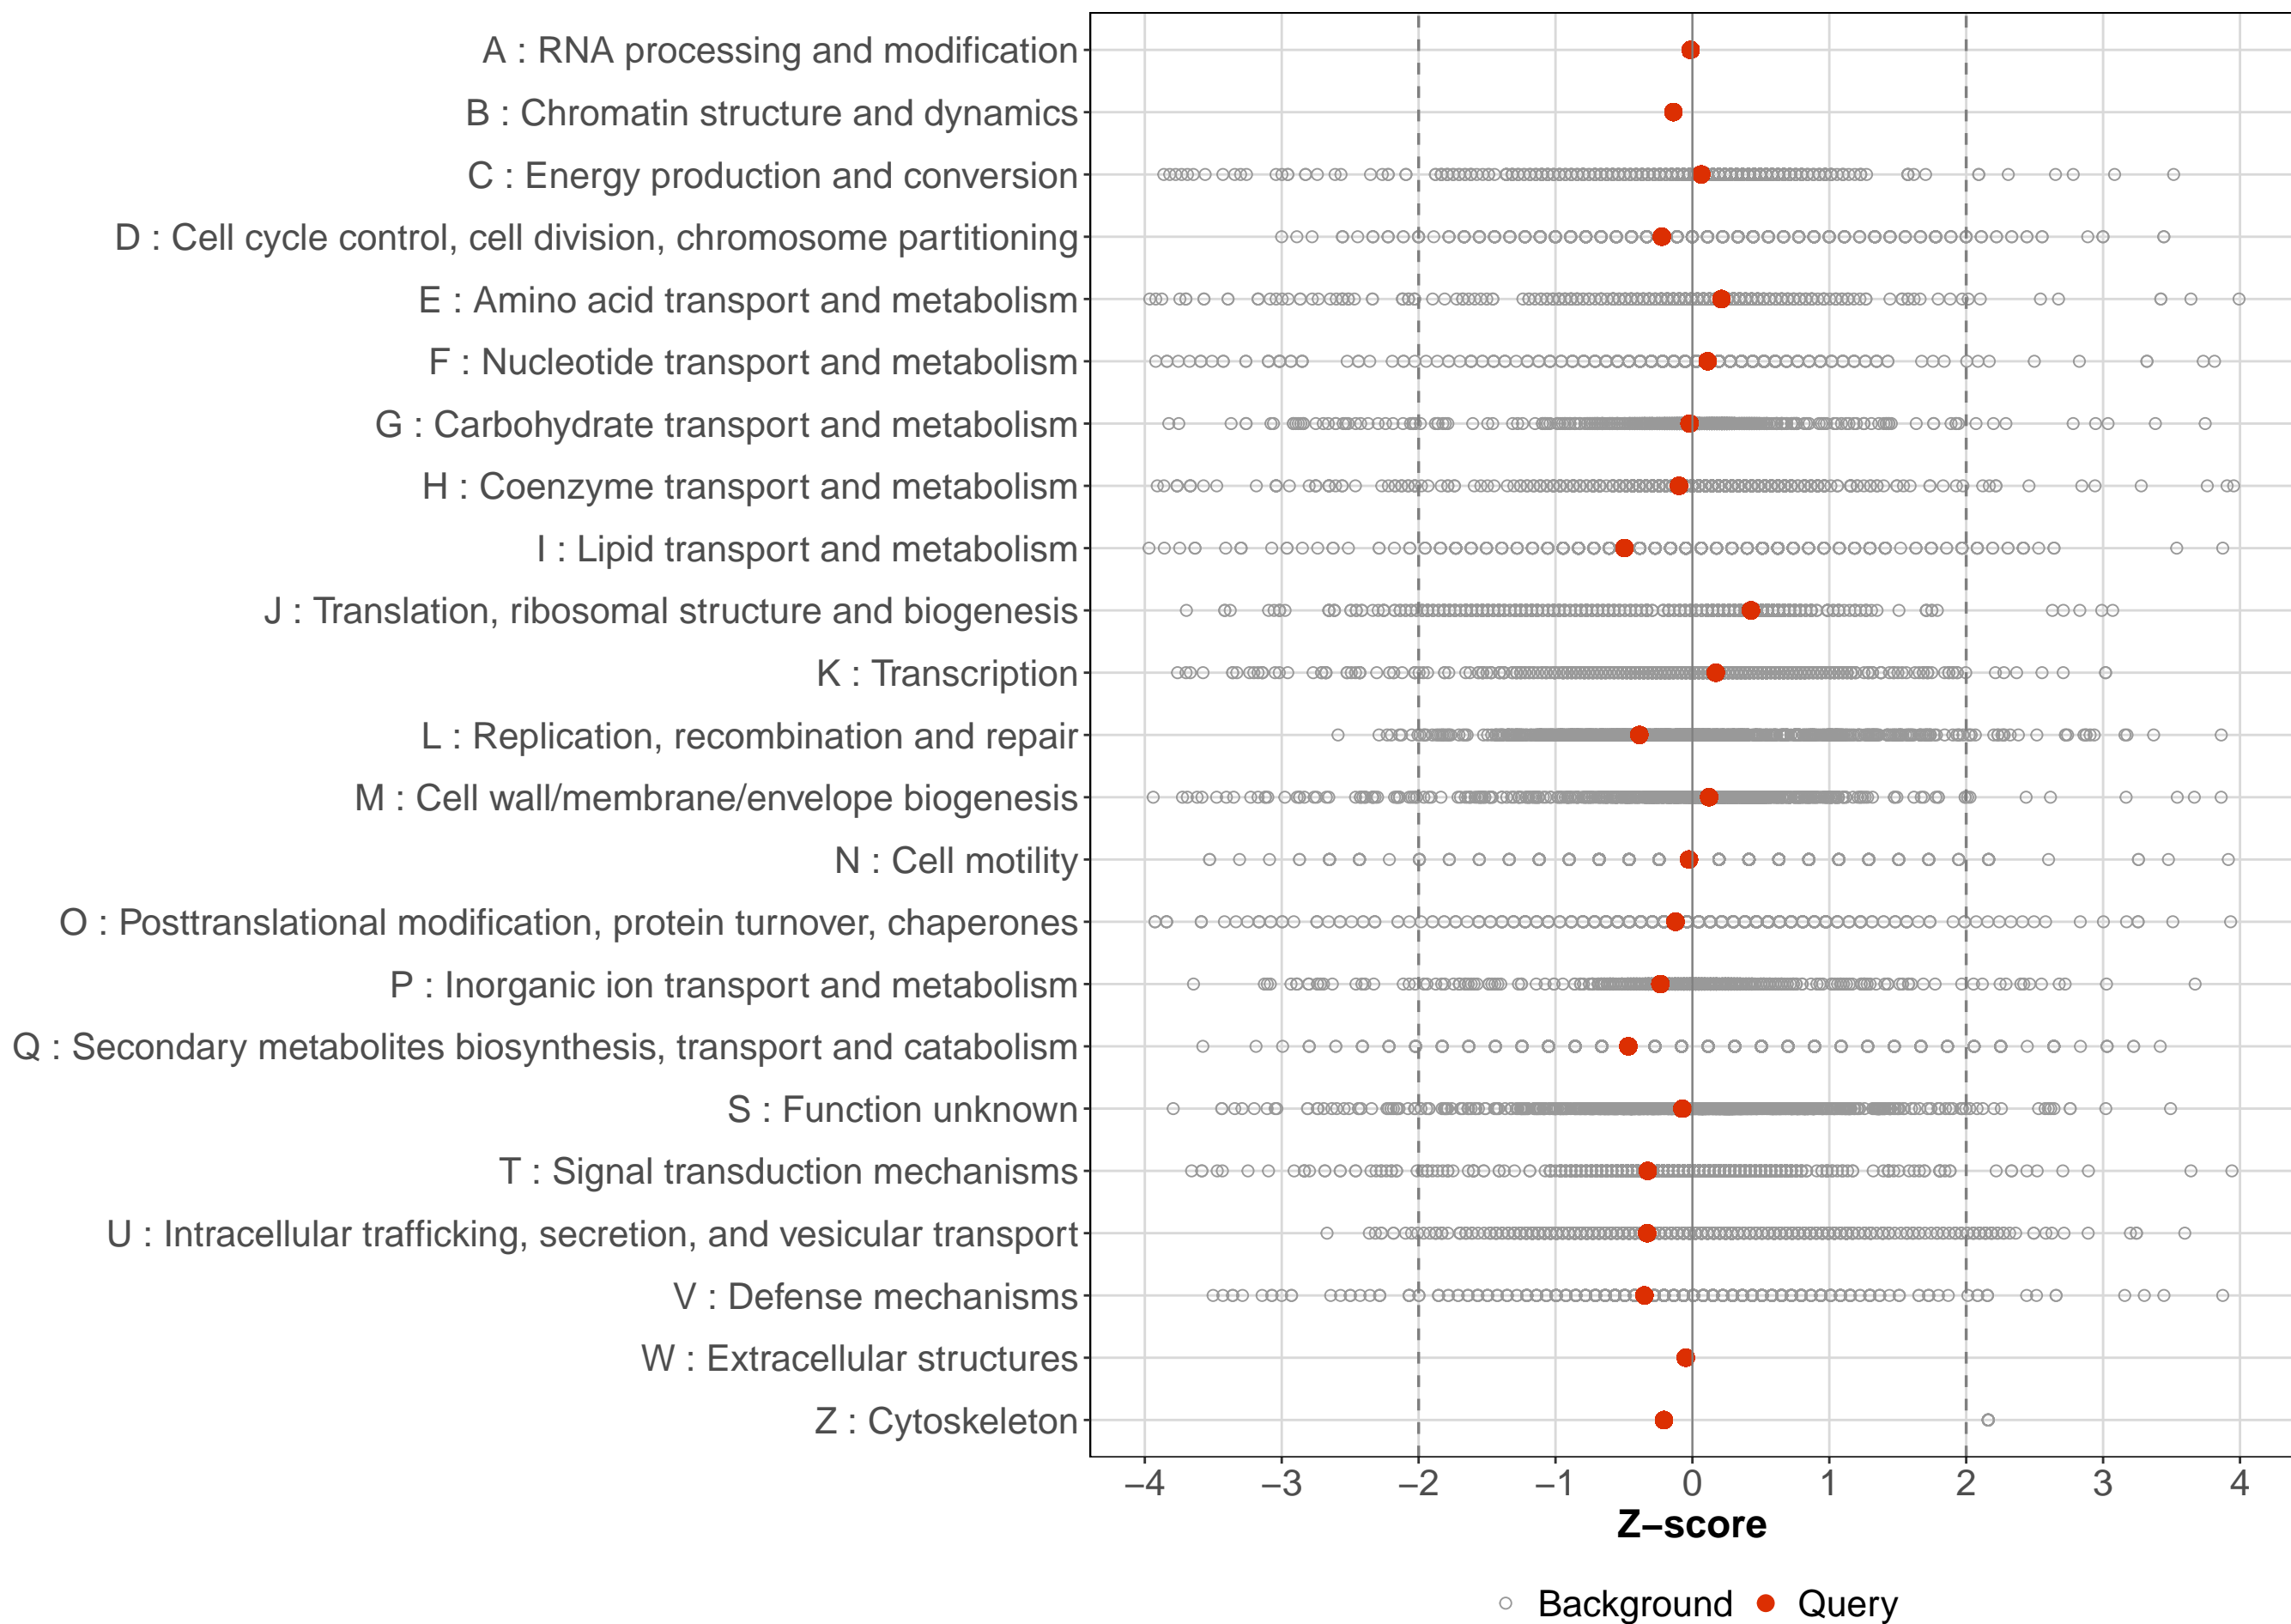 A : RNA processing and modification
B : Chromatin structure and dynamics
C : Energy production and conversion
D : Cell cycle control, cell division, chromosome partitioning
E : Amino acid transport and metabolism
F : Nucleotide transport and metabolism
G : Carbohydrate transport and metabolism
H : Coenzyme transport and metabolism
I : Lipid transport and metabolism
J : Translation, ribosomal structure and biogenesis
K : Transcription
L : Replication, recombination and repair
M : Cell wall/membrane/envelope biogenesis
N : Cell motility
O : Posttranslational modification, protein turnover, chaperones
P : Inorganic ion transport and metabolism
Q : Secondary metabolites biosynthesis, transport and catabolism
S : Function unknown
T : Signal transduction mechanisms
U : Intracellular trafficking, secretion, and vesicular transport
V : Defense mechanisms
W : Extracellular structures
Z : Cytoskeleton
−4 −3 −2 −1 0 1 2 3 4
Z−score
Background Query